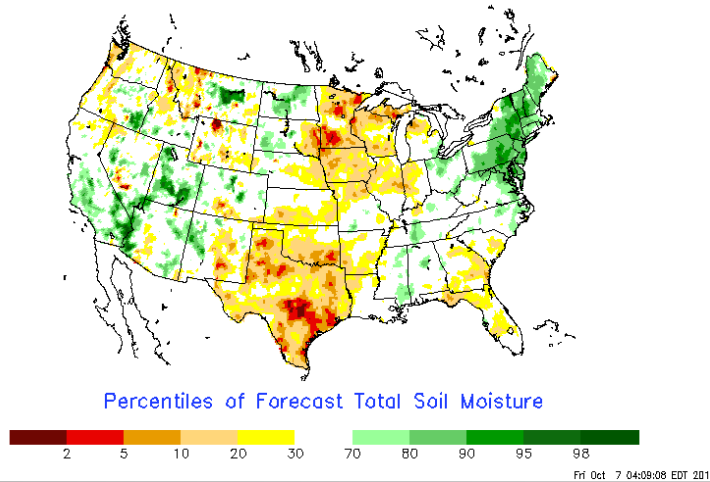 Percentiles of Forecast Total Soil Moisture
2 5 10 20 30 70 80 90 95 98
Fri Oct 7 04:09:08 EDT 201